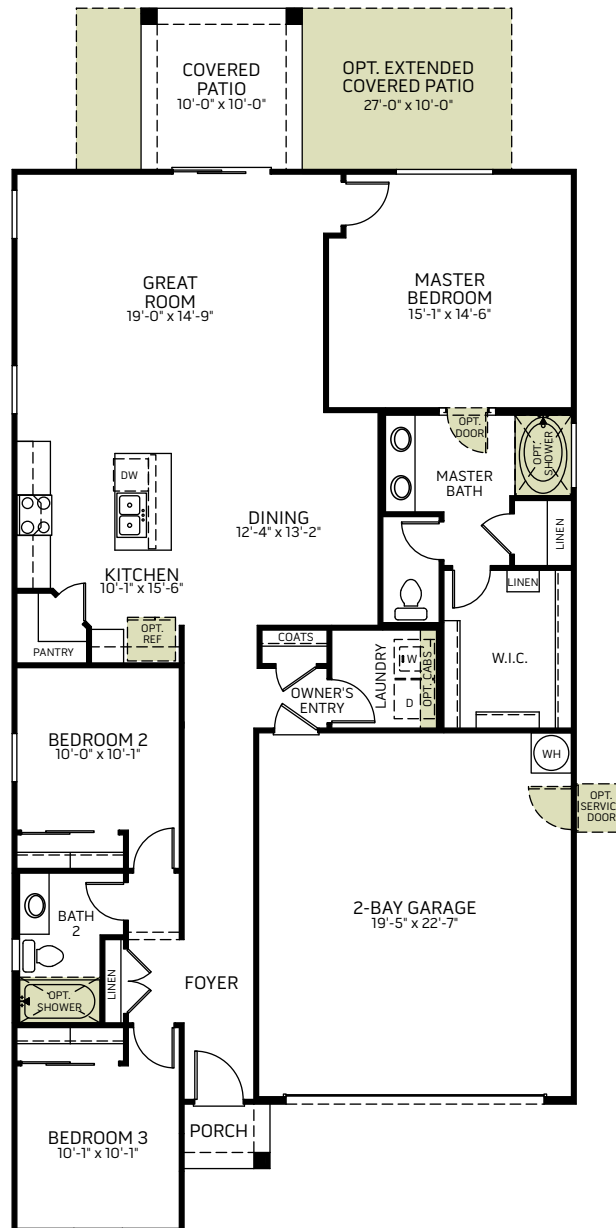 COVERED
PATIO
10'-0" x 10'-0"
OPT. EXTENDED
COVERED PATIO
27'-0" x 10'-0"
GREAT
ROOM
19'-0" x 14'-9"
MASTER
BEDROOM
15'-1" x 14'-6"
OPT.
DOOR
OPT.
SHOWER
MASTER
BATH
LINEN
DW
DINING
12'-4" x 13'-2"
KITCHEN
10'-1" x 15'-6"
PANTRY
OPT.
REF
COATS
OWNER'S
ENTRY
LAUNDRY
W
D
OPT. CABS
LINEN
W.I.C.
BEDROOM 2
10'-0" x 10'-1"
WH
OPT.
SERVICE
DOOR
2-BAY GARAGE
19'-5" x 22'-7"
BATH
2
LINEN
OPT.
SHOWER
FOYER
PORCH
BEDROOM 3
10'-1" x 10'-1"